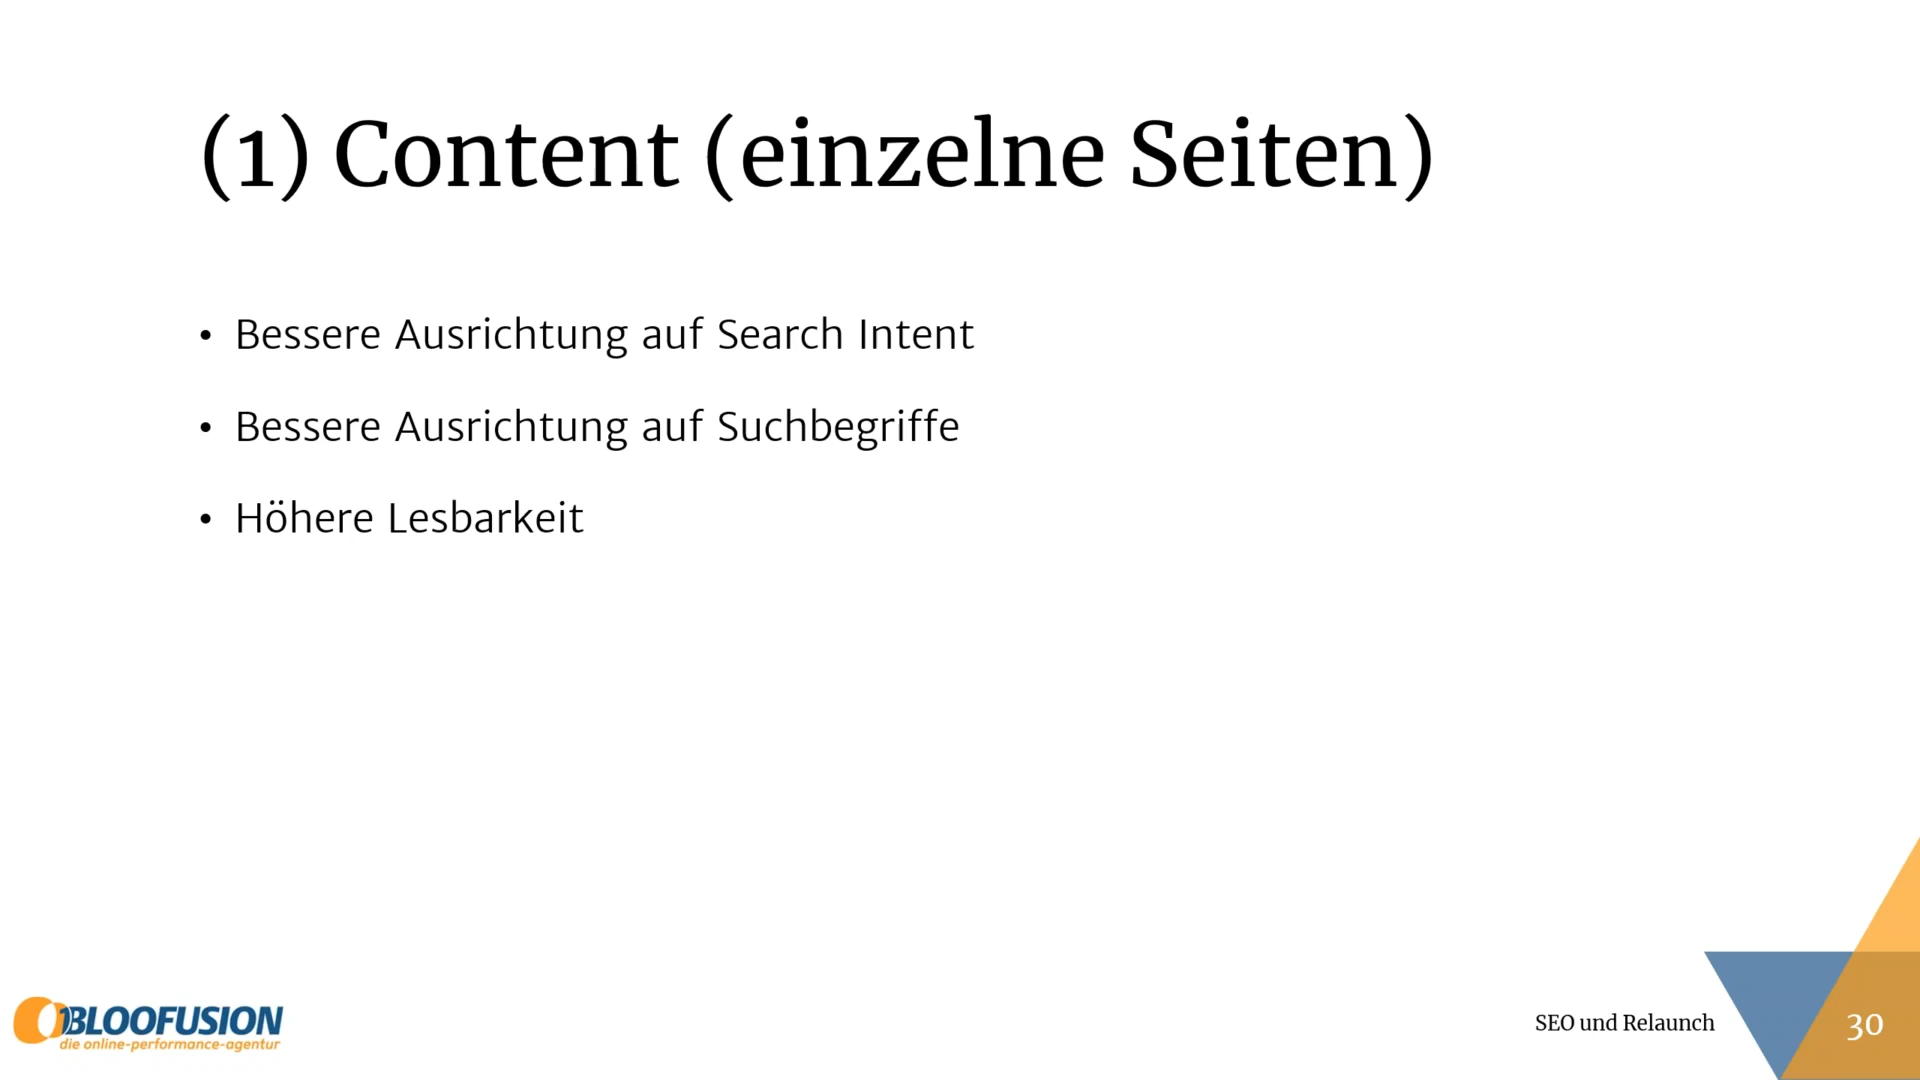 (1) Content (einzelne Seiten)
• Bessere Ausrichtung auf Search Intent
• Bessere Ausrichtung auf Suchbegriffe
• Höhere Lesbarkeit
BLOOFUSION
die online-performance-agentur
SEO und Relaunch
30